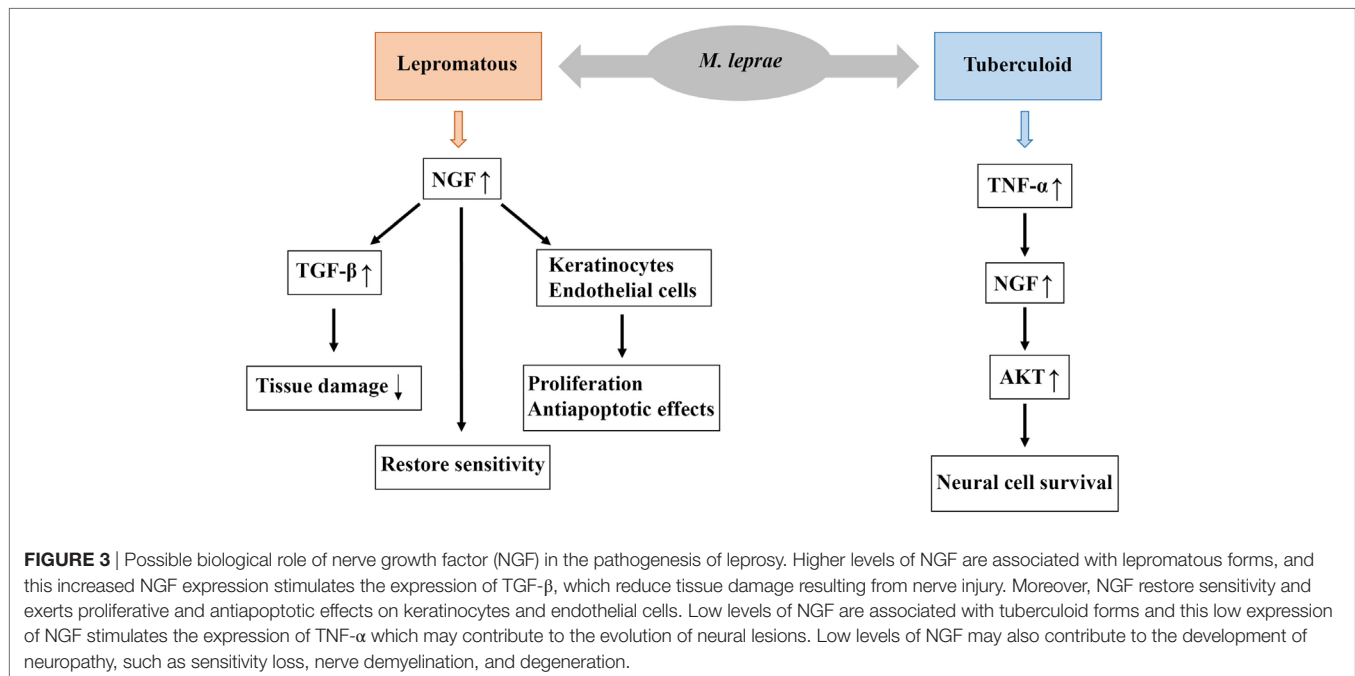 Lepromatous
M. leprae
Tuberculoid
NGF ↑
TNF-α ↑
TGF-β ↑
Keratinocytes
Endothelial cells
NGF ↑
Tissue damage ↓
Proliferation
Antiapoptotic effects
AKT ↑
Restore sensitivity
Neural cell survival
FIGURE 3 | Possible biological role of nerve growth factor (NGF) in the pathogenesis of leprosy. Higher levels of NGF are associated with lepromatous forms, and
this increased NGF expression stimulates the expression of TGF-β, which reduce tissue damage resulting from nerve injury. Moreover, NGF restore sensitivity and
exerts proliferative and antiapoptotic effects on keratinocytes and endothelial cells. Low levels of NGF are associated with tuberculoid forms and this low expression
of NGF stimulates the expression of TNF-α which may contribute to the evolution of neural lesions. Low levels of NGF may also contribute to the development of
neuropathy, such as sensitivity loss, nerve demyelination, and degeneration.